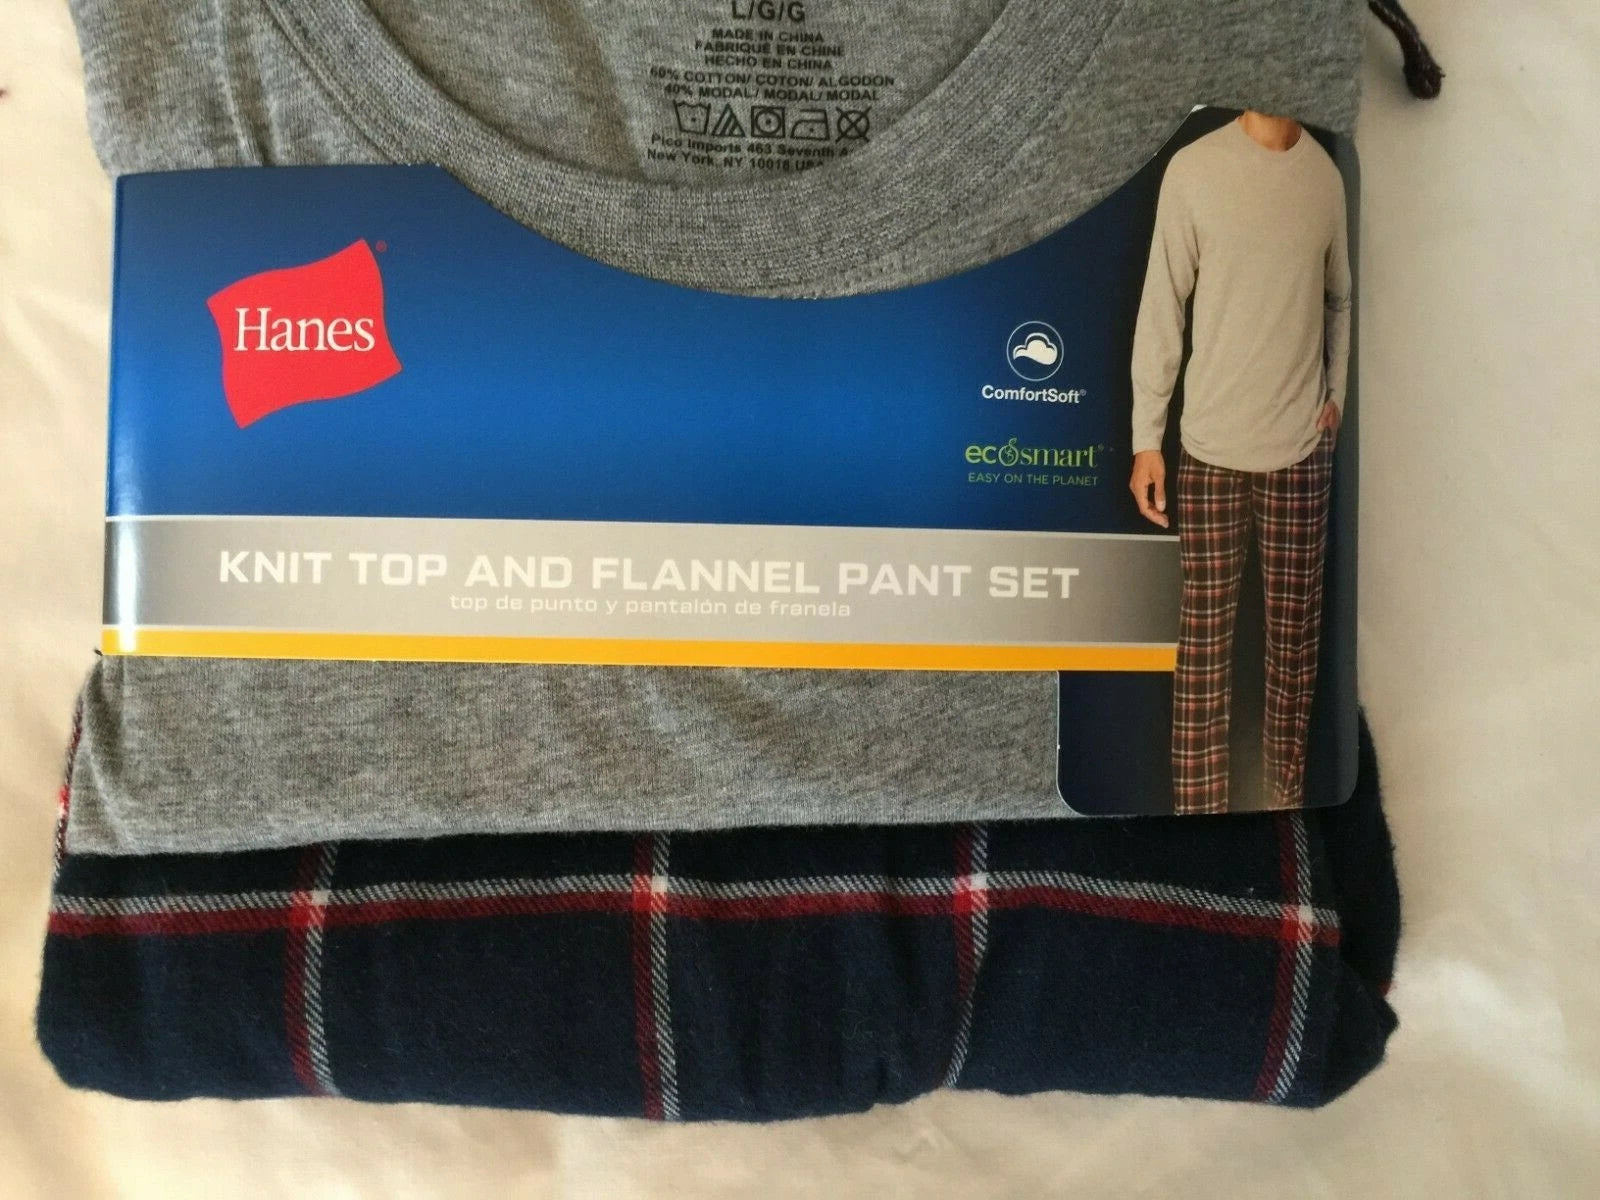 L/G/G
MADE IN CHINA
FABRIQUÉ EN CHINE
HECHO EN CHINA
60% COTTON/ COTON/ ALGODON
40% MODAL/ MODAL/ MODAL
Pico Imports 463 Seventh
New York, NY 10018
Hanes®
ComfortSoft®
ecosmart®
EASY ON THE PLANET
KNIT TOP AND FLANNEL PANT SET
top de punto y pantalón de franela